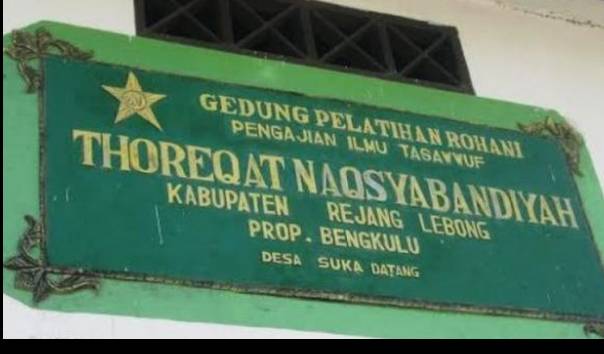 GEDUNG PELATIHAN ROHANI
PENGAJIAN ILMU TASAWWUF
THOREQAT NAQSYABANDIYAH
KABUPATEN REJANG LEBONG
PROP. BENGKULU
DESA SUKA DATANG